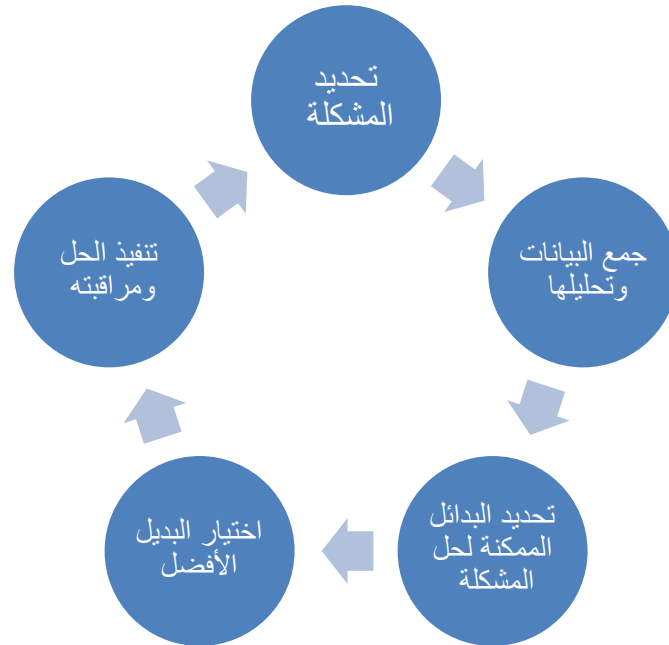 تحديد
المشكلة
جمع البيانات
وتحليلها
تحديد البدائل
الممكنة لحل
المشكلة
اختيار البديل
الأفضل
تنفيذ الحل
ومراقبته